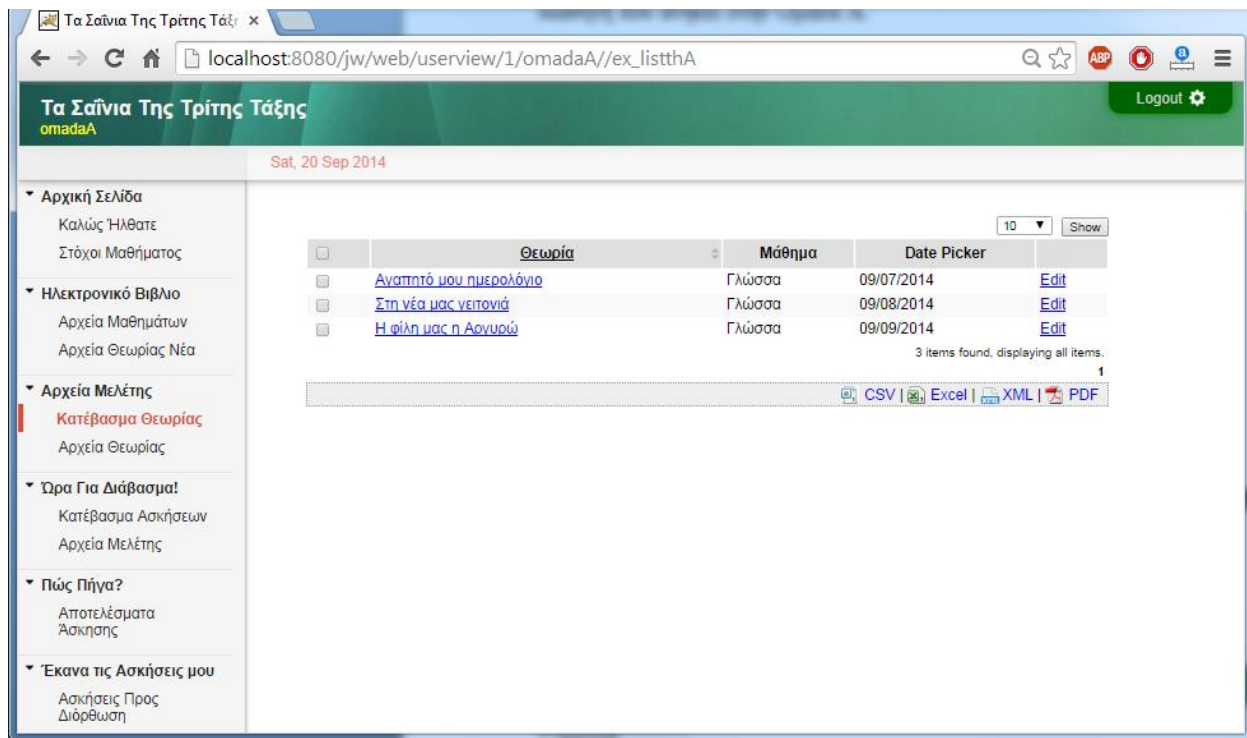 Τα Σαΐνια Της Τρίτης Τάξη
localhost:8080/jw/web/userview/1/omadaA//ex_listthA
ABP
Τα Σαΐνια Της Τρίτης Τάξης
omadaA
Logout
Sat, 20 Sep 2014
Αρχική Σελίδα
Καλώς Ήλθατε
Στόχοι Μαθήματος
Ηλεκτρονικό Βιβλίο
Αρχεία Μαθημάτων
Αρχεία Θεωρίας Νέα
Αρχεία Μελέτης
Κατέβασμα Θεωρίας
Αρχεία Θεωρίας
Ώρα Για Διάβασμα!
Κατέβασμα Ασκήσεων
Αρχεία Μελέτης
Πώς Πήγα?
Αποτελέσματα
Άσκησης
Έκανα τις Ασκήσεις μου
Ασκήσεις Προς
Διόρθωση
10 Show
Θεωρία Μάθημα Date Picker
Αγαπητό μου ημερολόγιο Γλώσσα 09/07/2014 Edit
Στη νέα μας γειτονιά Γλώσσα 09/08/2014 Edit
Η φίλη μας η Αργυρώ Γλώσσα 09/09/2014 Edit
3 items found, displaying all items.
1
CSV | Excel | XML | PDF